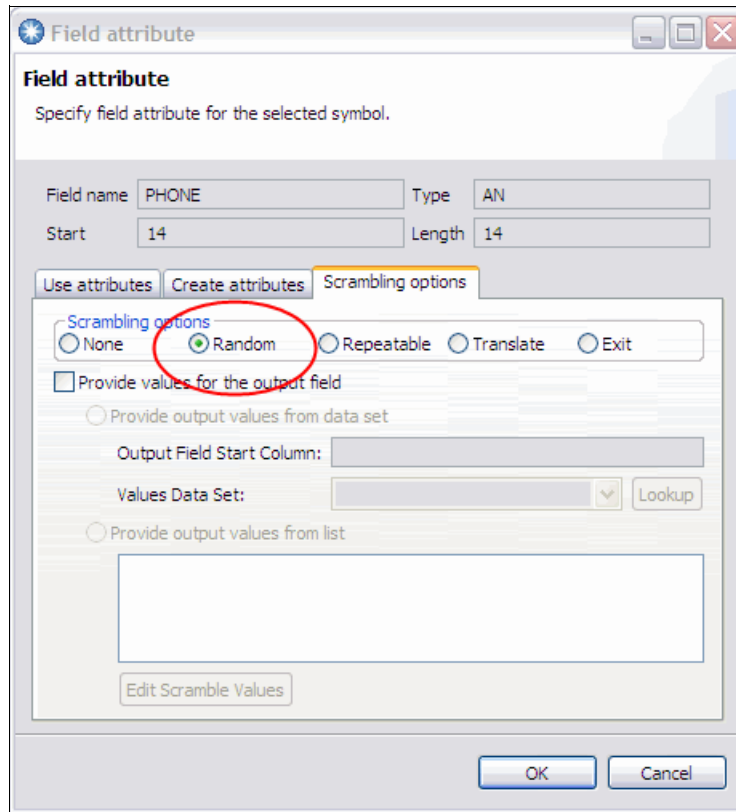 Field attribute
Field attribute
Specify field attribute for the selected symbol.
Field name PHONE Type AN
Start 14 Length 14
Use attributes Create attributes Scrambling options
Scrambling options
None Random Repeatable Translate Exit
Provide values for the output field
Provide output values from data set
Output Field Start Column:
Values Data Set: Lookup
Provide output values from list
Edit Scramble Values
OK Cancel